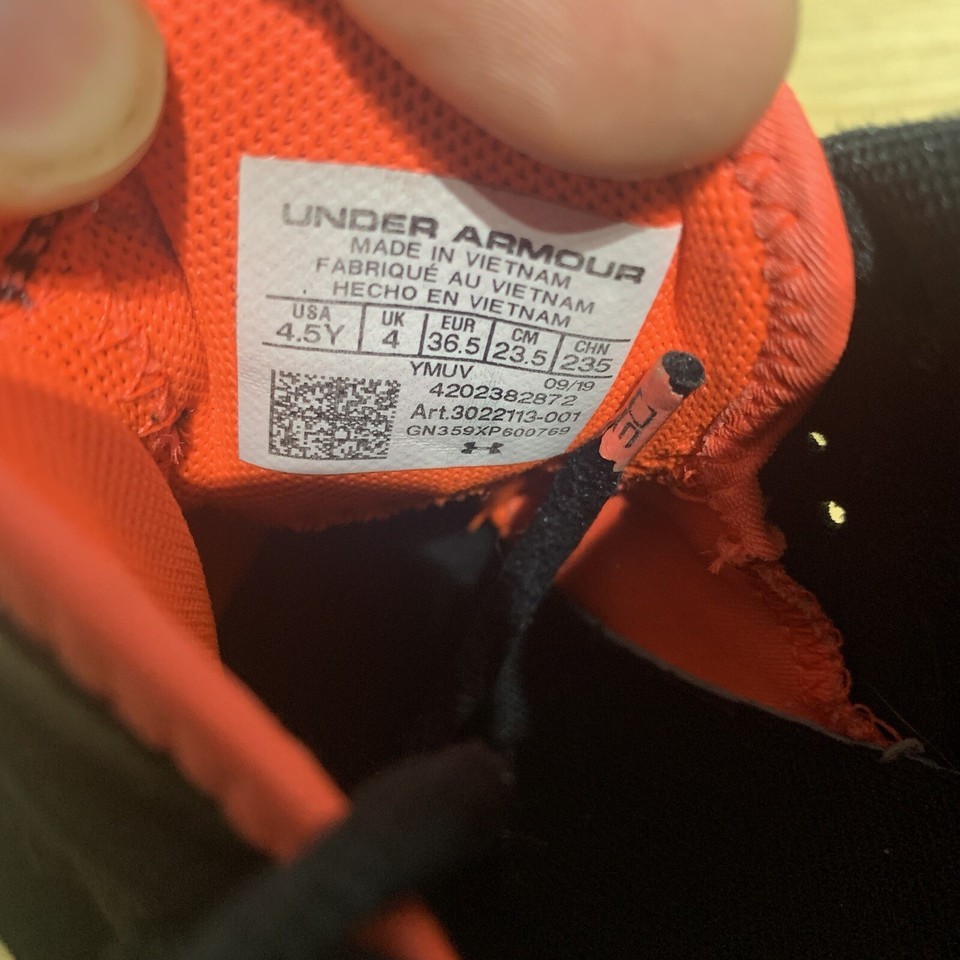 UNDER ARMOUR
MADE IN VIETNAM
FABRIQUÉ AU VIETNAM
HECHO EN VIETNAM
USA UK EUR CM CHN
4.5Y 4 36.5 23.5 235
YMUV 09/19
4202382872
Art.3022113-001
GN359XP600769